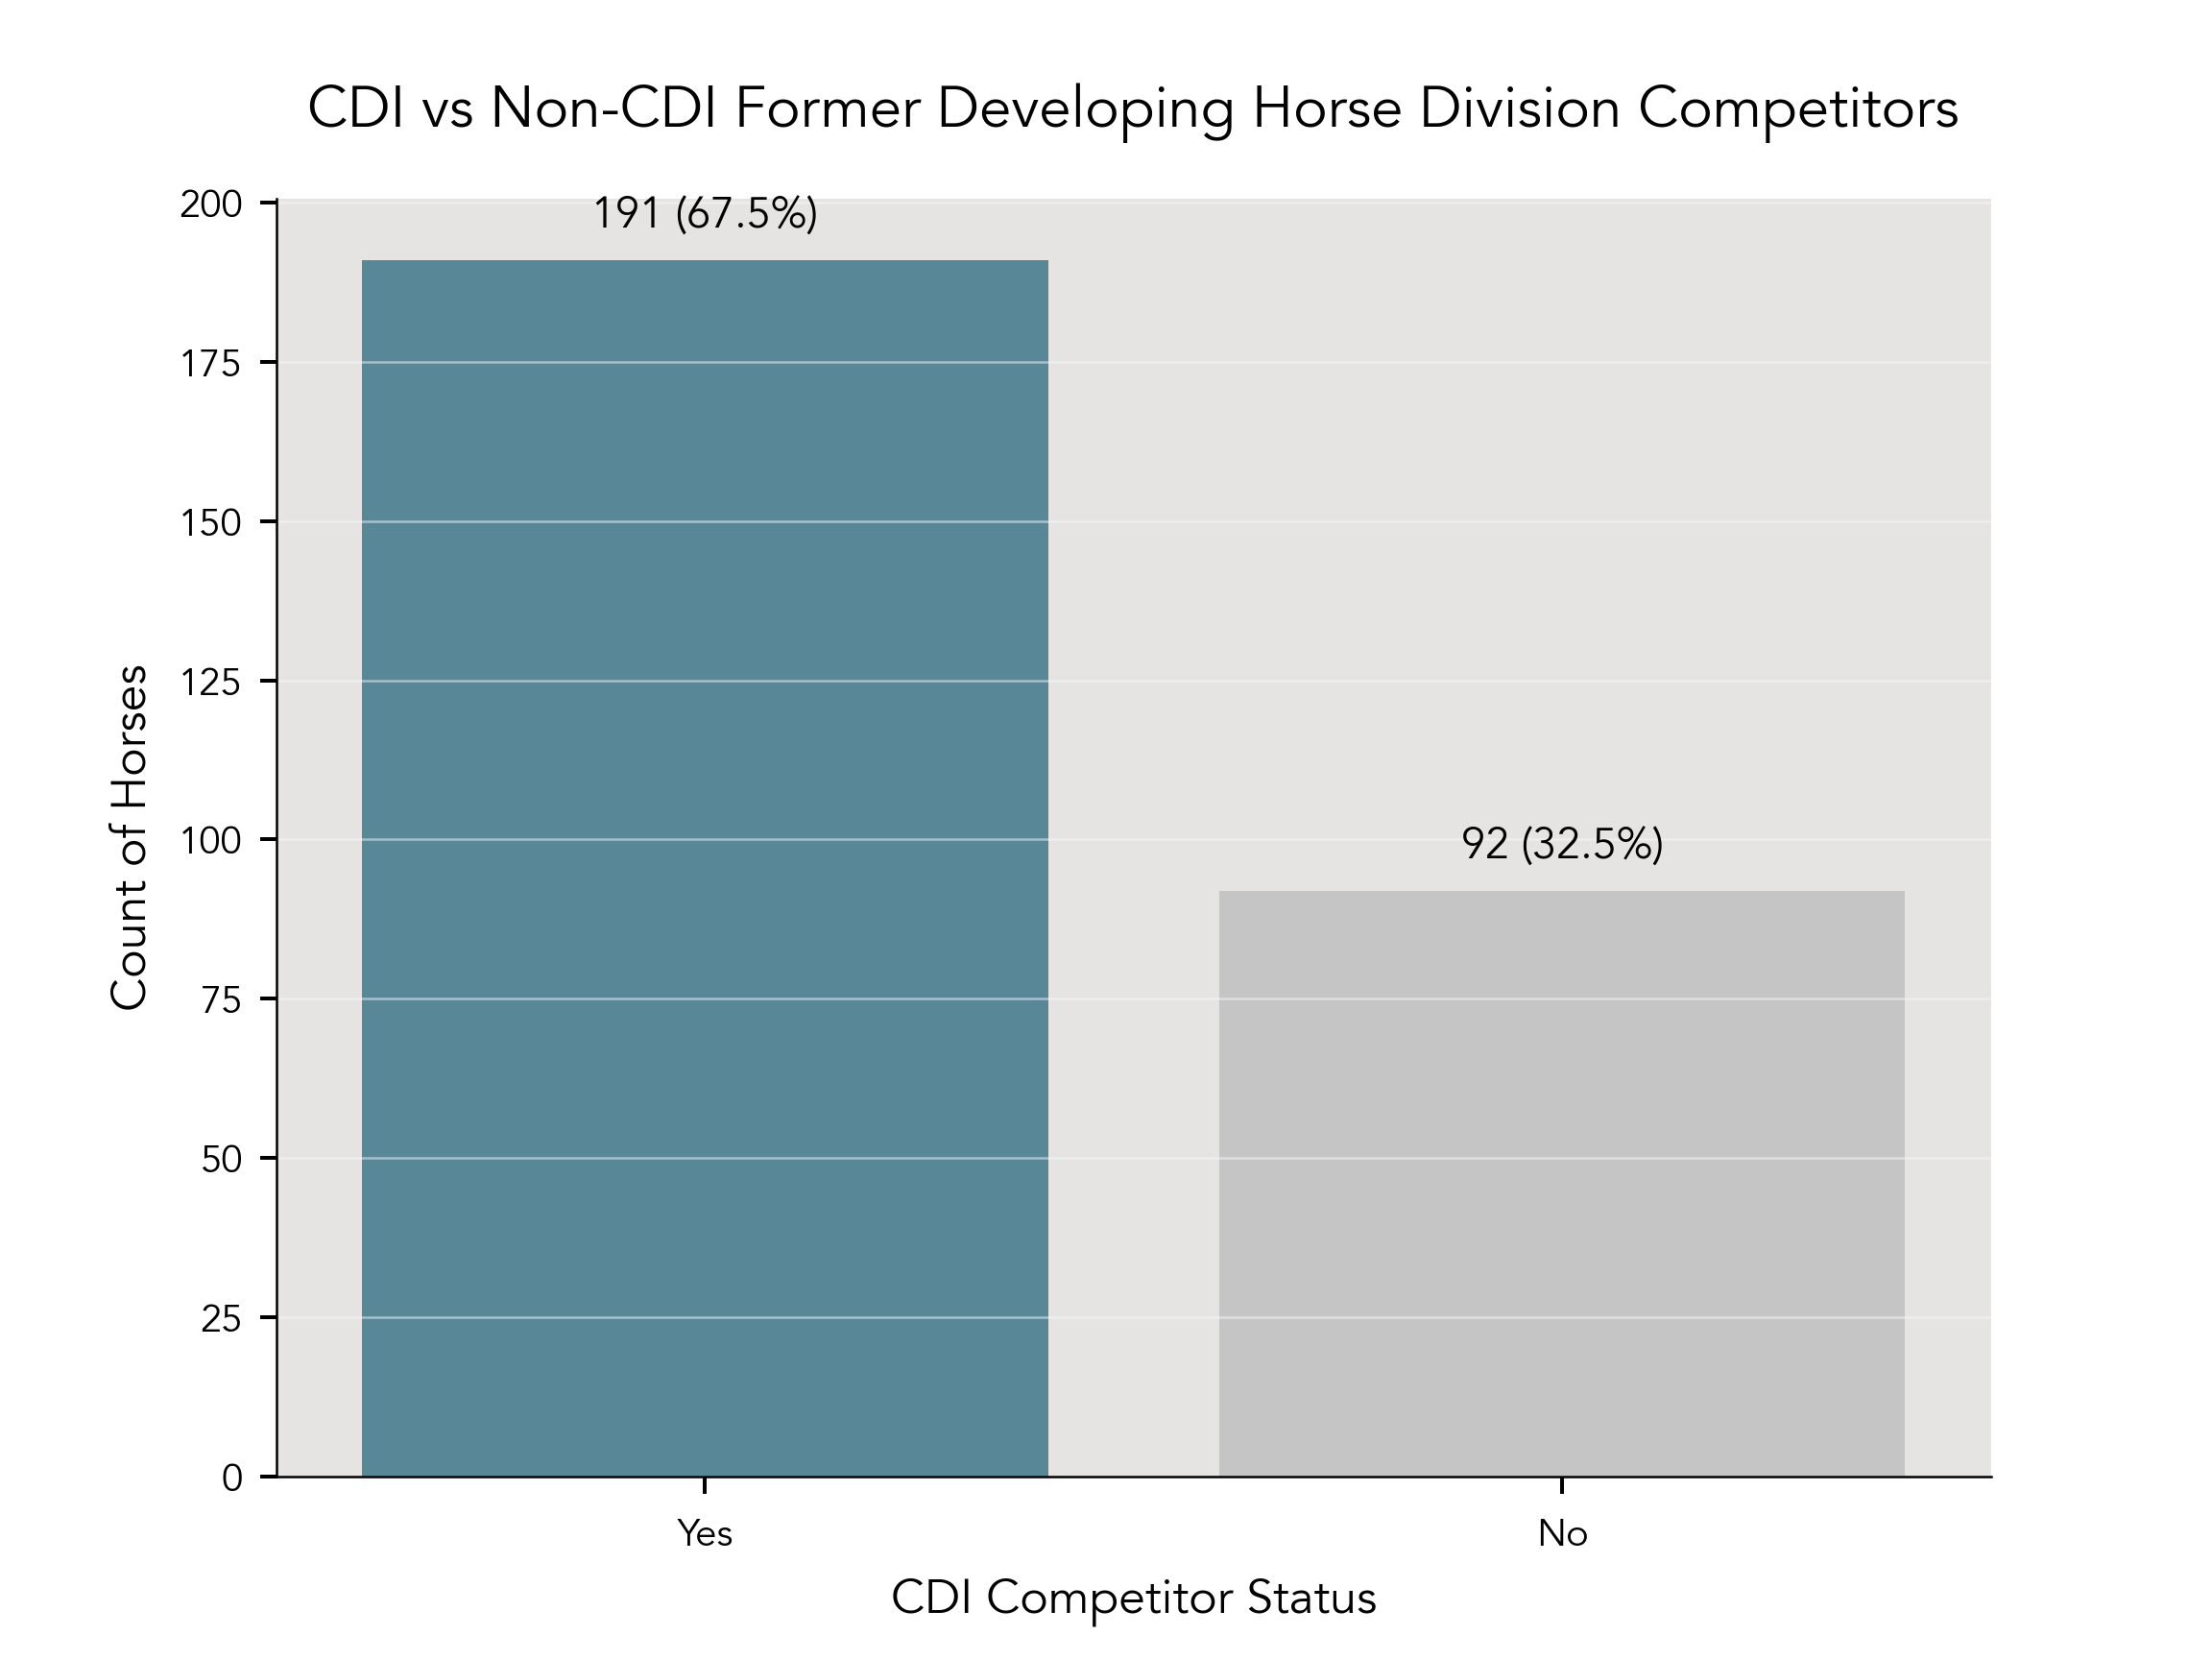 CDI vs Non-CDI Former Developing Horse Division Competitors
200
191 (67.5%)
175
150
125
100
92 (32.5%)
75
50
25
0
Count of Horses
Yes
No
CDI Competitor Status